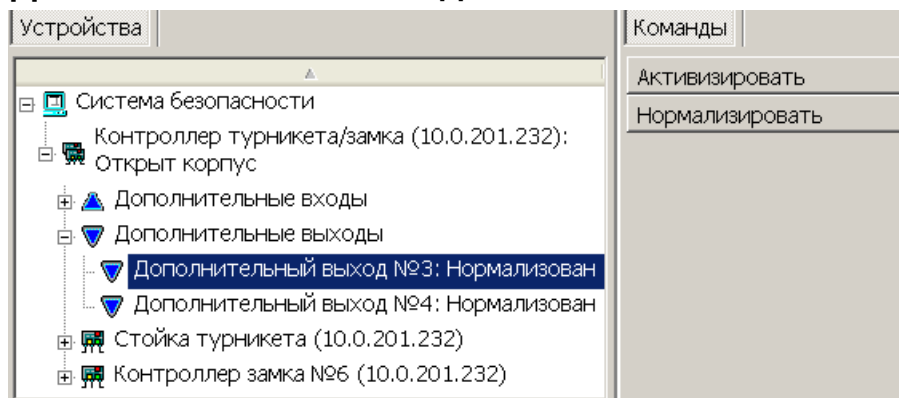 Устройства
Команды
Активизировать
Нормализировать
Система безопасности
Контроллер турникета/замка (10.0.201.232):
Открыт корпус
Дополнительные входы
Дополнительные выходы
Дополнительный выход №3: Нормализован
Дополнительный выход №4: Нормализован
Стойка турникета (10.0.201.232)
Контроллер замка №6 (10.0.201.232)